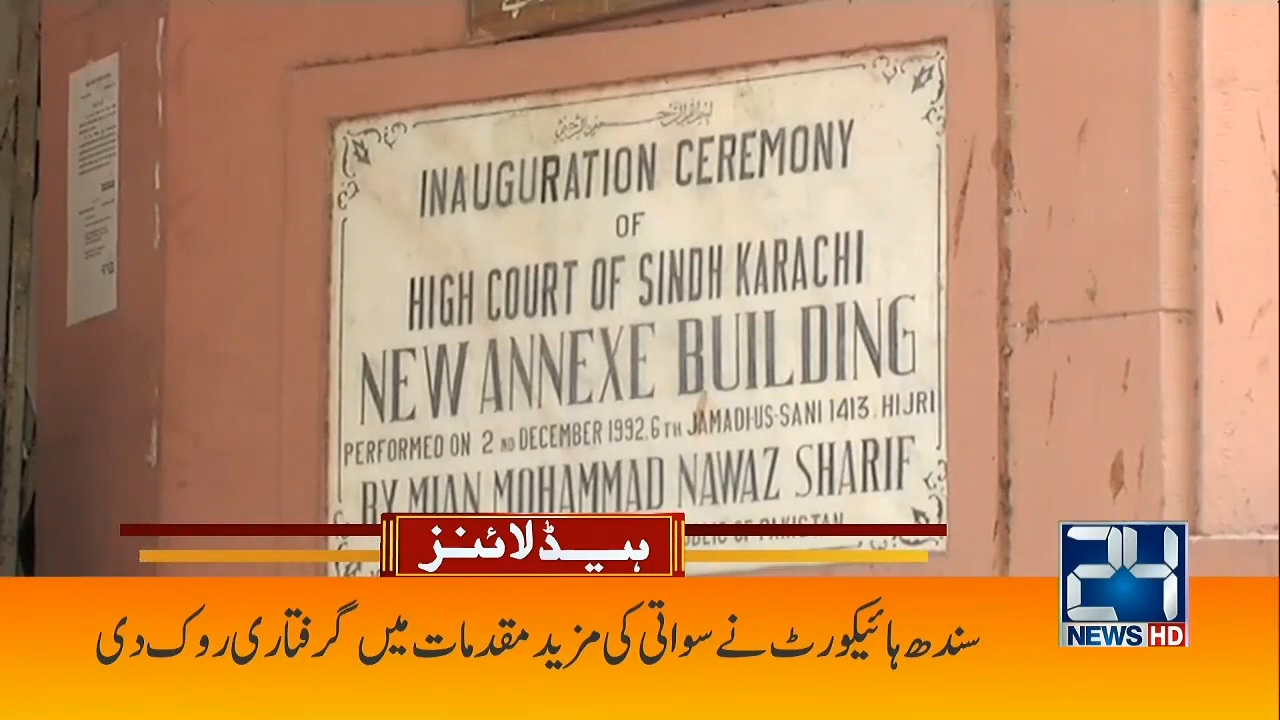 بسم اللہ الرحمن الرحیم
INAUGURATION CEREMONY
OF
HIGH COURT OF SINDH KARACHI
NEW ANNEXE BUILDING
PERFORMED ON 2ND DECEMBER 1992, 6TH JAMADI-US-SANI 1413. HIJRI
BY MIAN MOHAMMAD NAWAZ SHARIF
OF PAKISTAN
ہیڈلائنز
سندھ ہائیکورٹ نے سواتی کی مزید مقدمات میں گرفتاری روک دی
24
NEWS HD